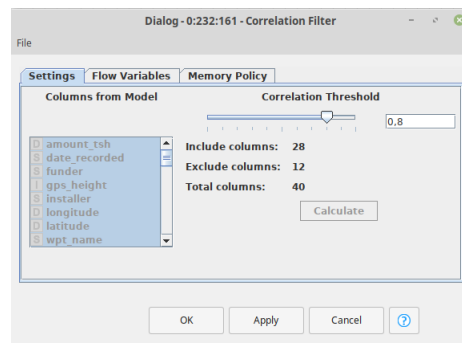 Dialog - 0:232:161 - Correlation Filter
File
Settings Flow Variables Memory Policy
Columns from Model
Correlation Threshold
0.8
D amount_tsh
S date_recorded
S funder
I gps_height
S installer
D longitude
D latitude
S wpt_name
Include columns: 28
Exclude columns: 12
Total columns: 40
Calculate
OK Apply Cancel ?